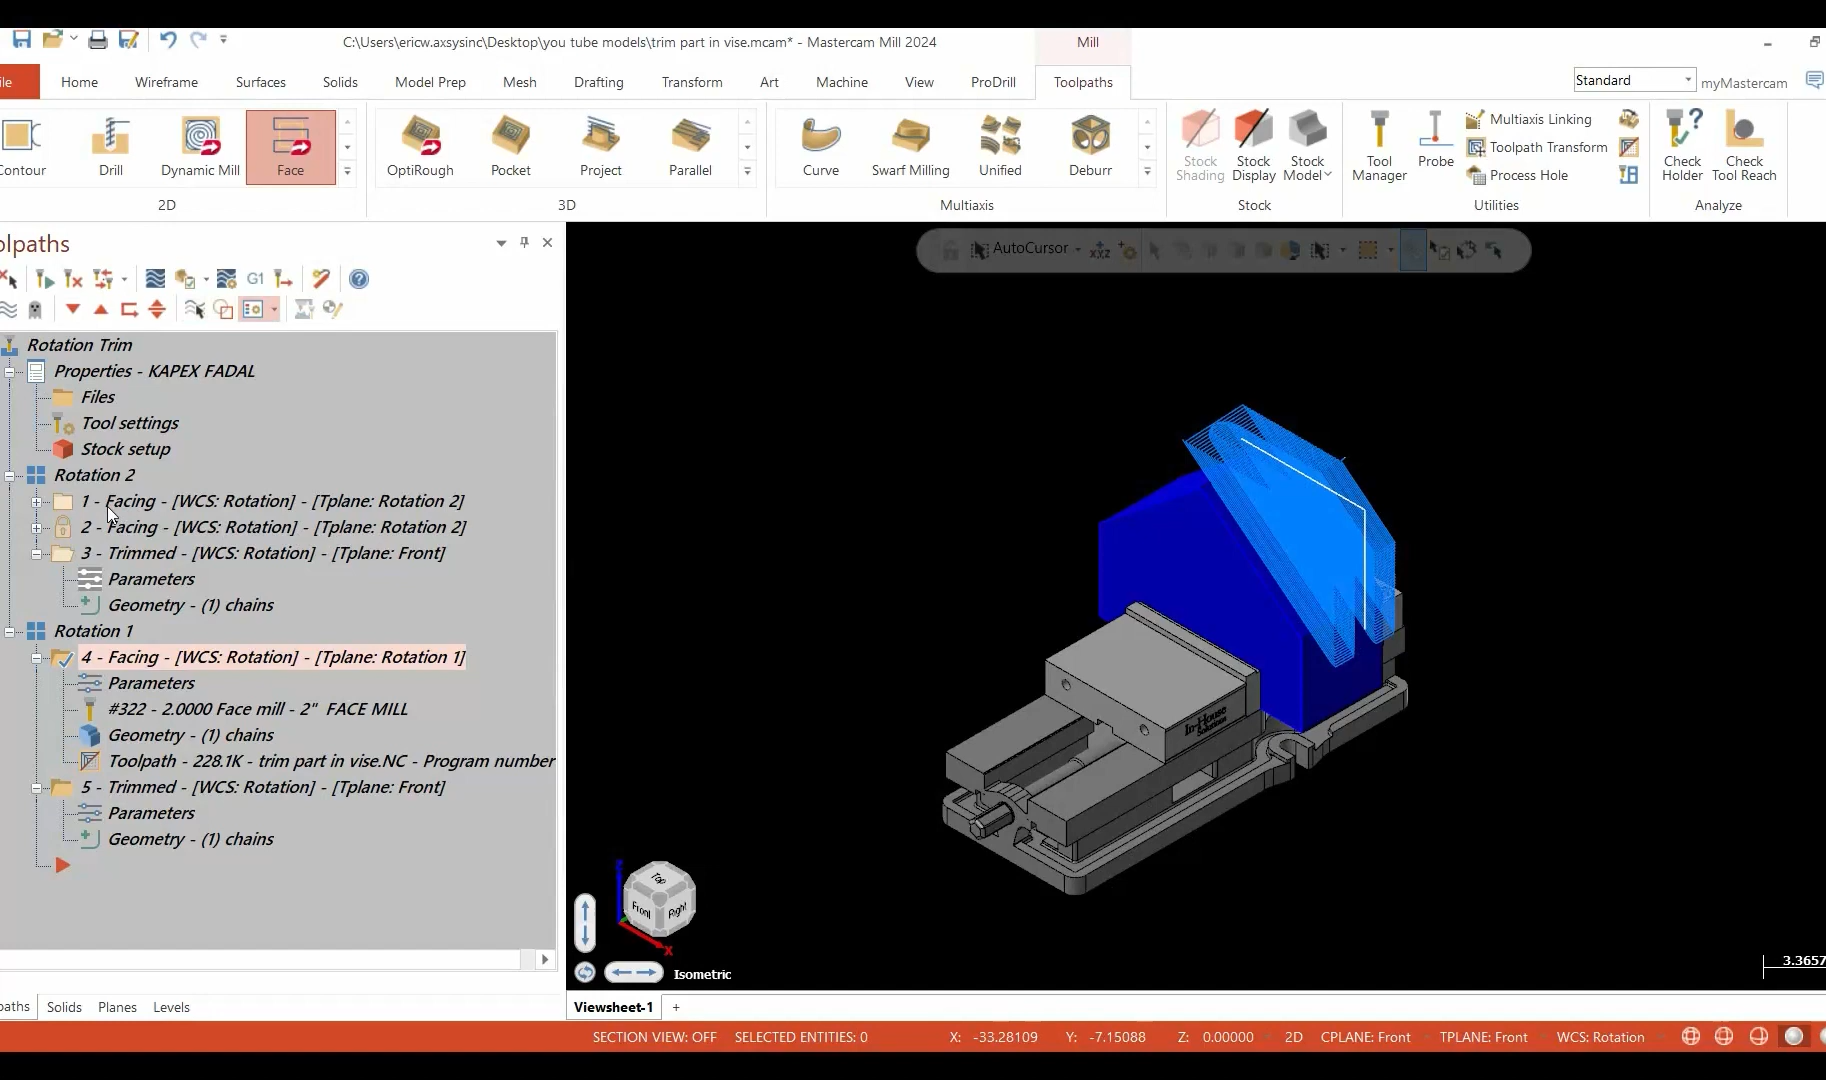 C:\Users\ericw.axsysinc\Desktop\you tube models\trim part in vise.mcam* - Mastercam Mill 2024
Mill
ile
Home
Wireframe
Surfaces
Solids
Model Prep
Mesh
Drafting
Transform
Art
Machine
View
ProDrill
Toolpaths
Standard
myMastercam
Contour
Drill
Dynamic Mill
Face
OptiRough
Pocket
Project
Parallel
Curve
Swarf Milling
Unified
Deburr
Stock Shading
Stock Display
Stock Model
Tool Manager
Probe
Multiaxis Linking
Toolpath Transform
Process Hole
Check Holder
Check Tool Reach
2D
3D
Multiaxis
Stock
Utilities
Analyze
olpaths
G1
AutoCursor
XYZ
Rotation Trim
Properties - KAPEX FADAL
Files
Tool settings
Stock setup
Rotation 2
1 - Facing - [WCS: Rotation] - [Tplane: Rotation 2]
2 - Facing - [WCS: Rotation] - [Tplane: Rotation 2]
3 - Trimmed - [WCS: Rotation] - [Tplane: Front]
Parameters
Geometry - (1) chains
Rotation 1
4 - Facing - [WCS: Rotation] - [Tplane: Rotation 1]
Parameters
#322 - 2.0000 Face mill - 2" FACE MILL
Geometry - (1) chains
Toolpath - 228.1K - trim part in vise.NC - Program number
5 - Trimmed - [WCS: Rotation] - [Tplane: Front]
Parameters
Geometry - (1) chains
In-House
Solutions
Top
Front
Right
X
Isometric
3.3657
paths
Solids
Planes
Levels
Viewsheet-1
+
SECTION VIEW: OFF
SELECTED ENTITIES: 0
X: -33.28109
Y: -7.15088
Z: 0.00000
2D
CPLANE: Front
TPLANE: Front
WCS: Rotation